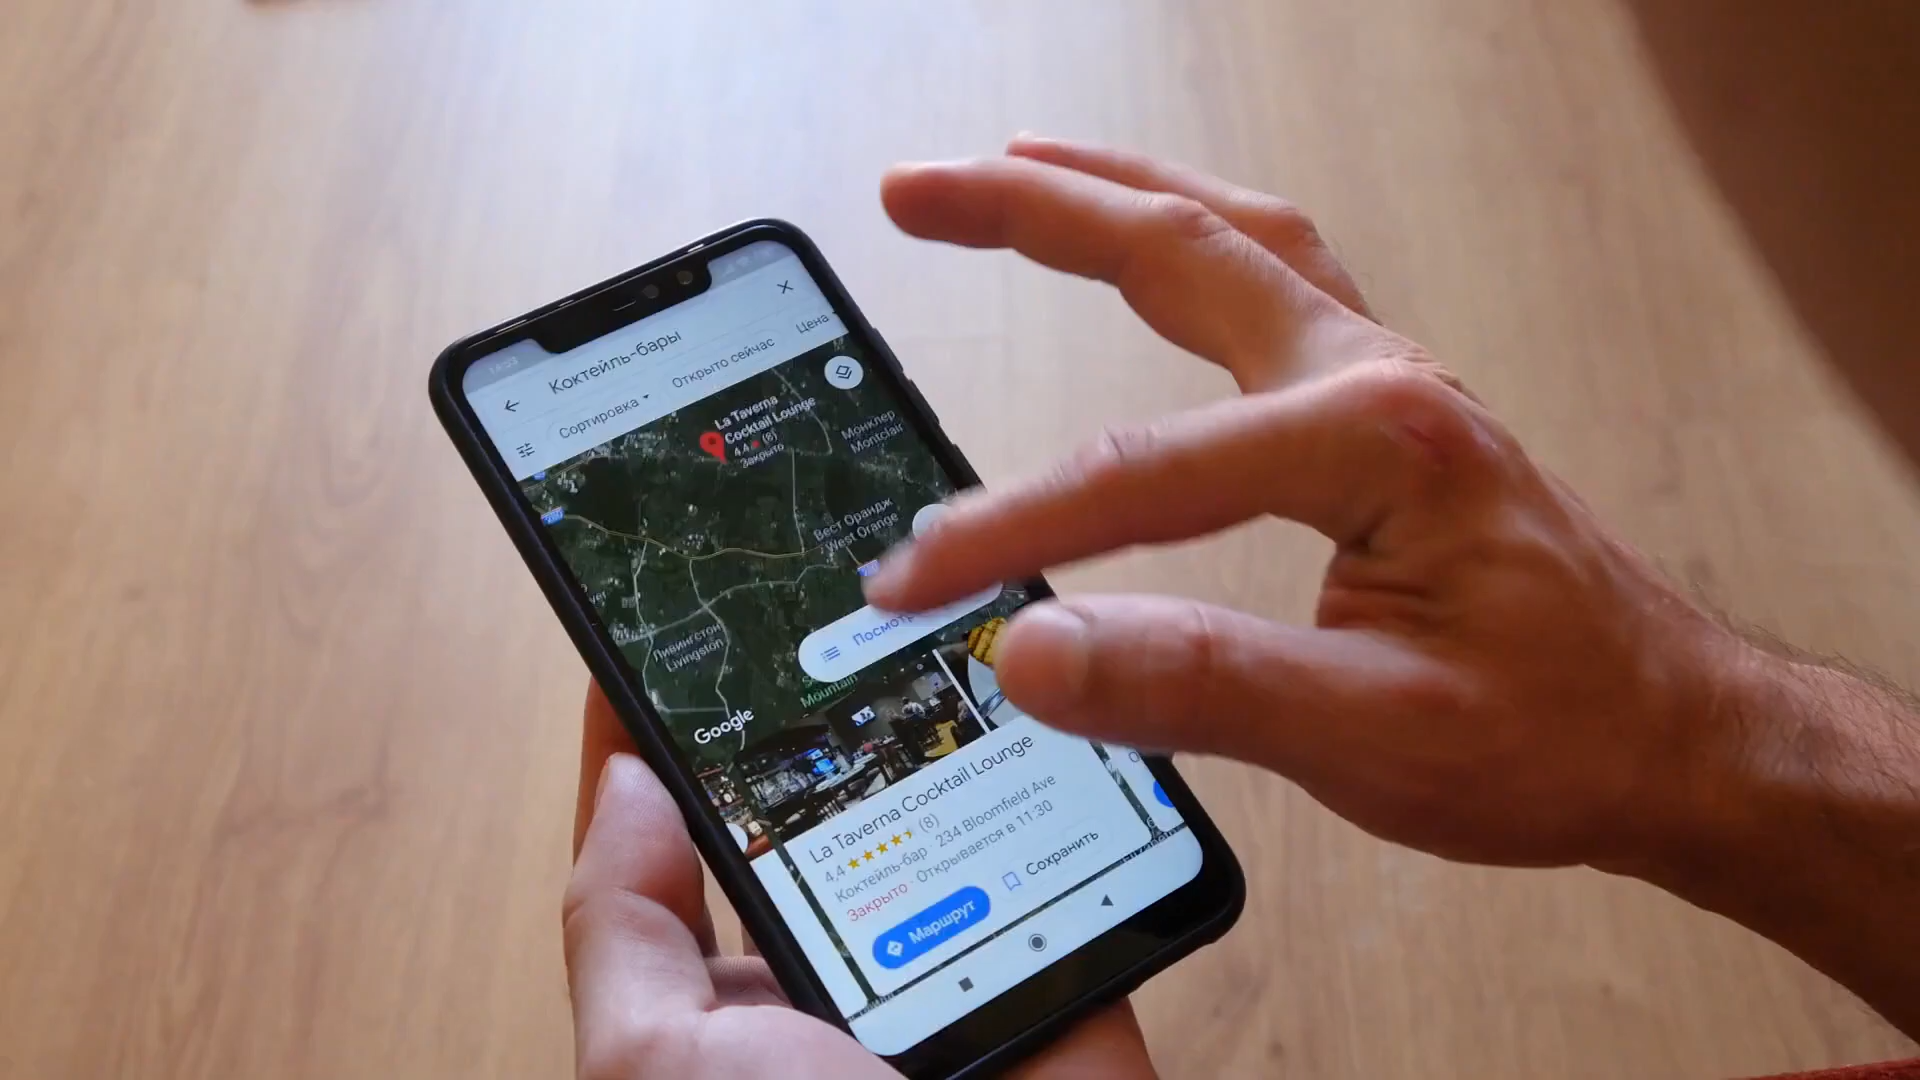 Коктейль-бары
Сортировка
Открыто сейчас
Цена
La Taverna
Cocktail Lounge
4,4 (8)
Закрыто
Монклер
Montclair
Вест Орандж
West Orange
Ливингстон
Livingston
Посмотр
Mountain
Google
La Taverna Cocktail Lounge
4,4 (8)
Коктейль-бар · 234 Bloomfield Ave
Закрыто · Открывается в 11:30
Маршрут
Сохранить